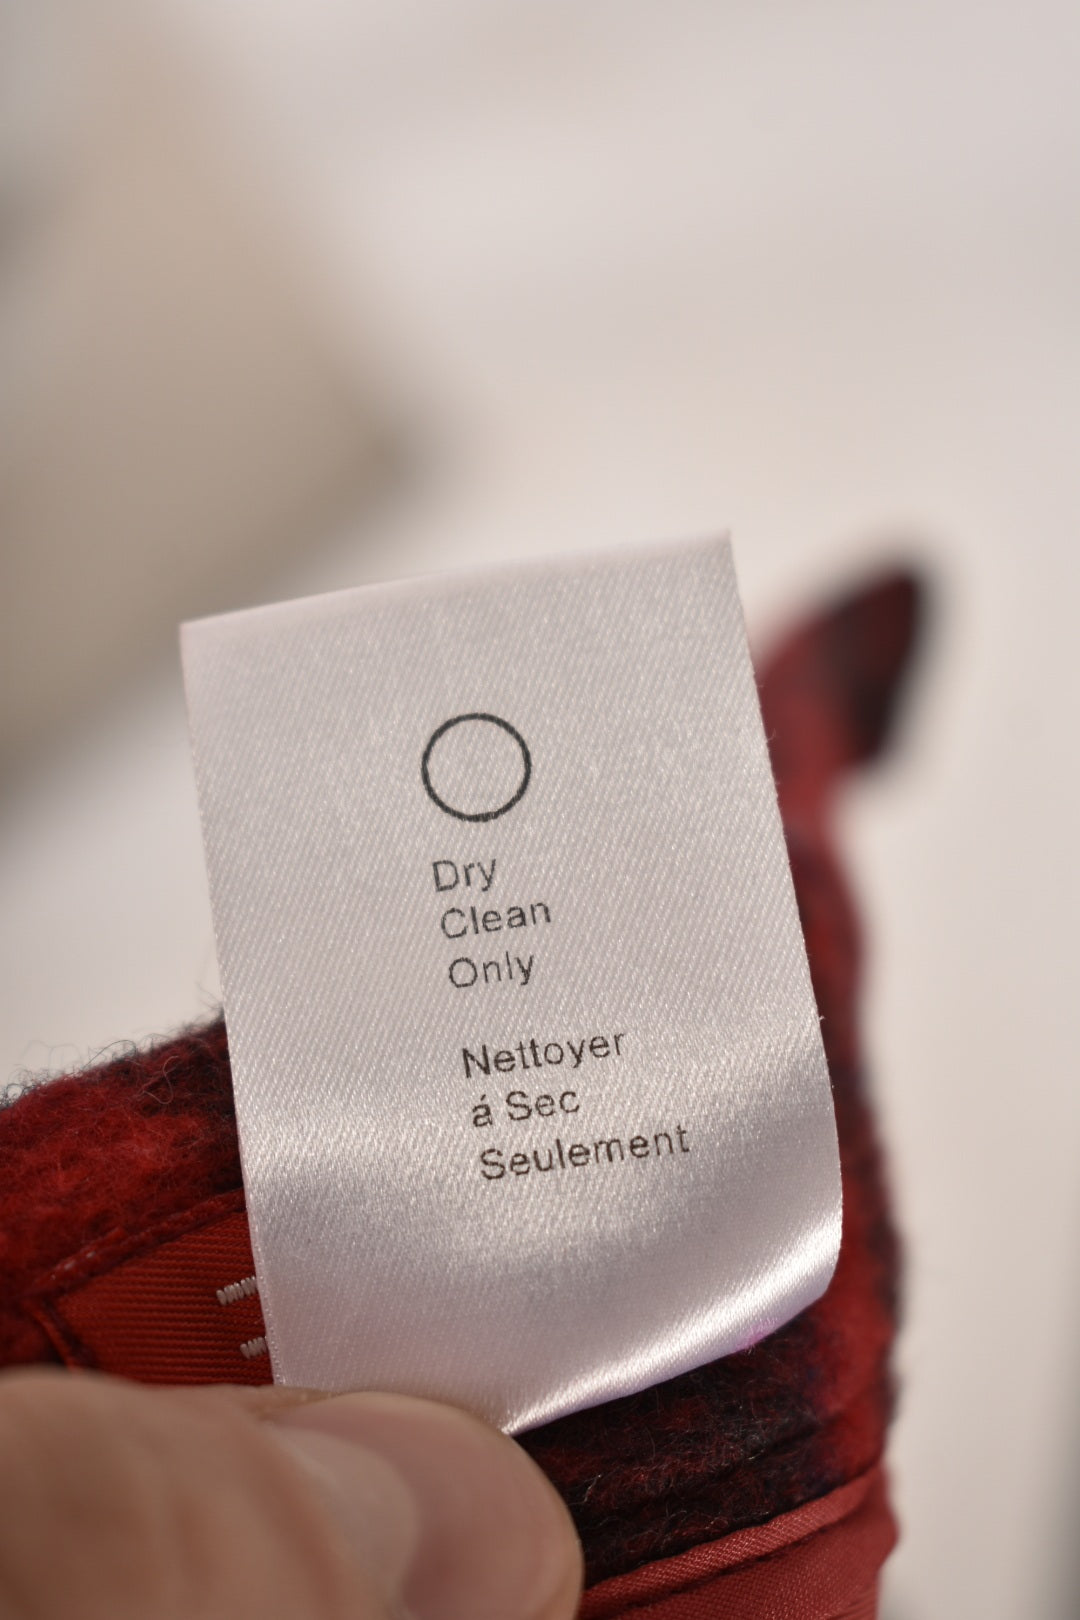 Dry
Clean
Only
Nettoyer
á Sec
Seulement